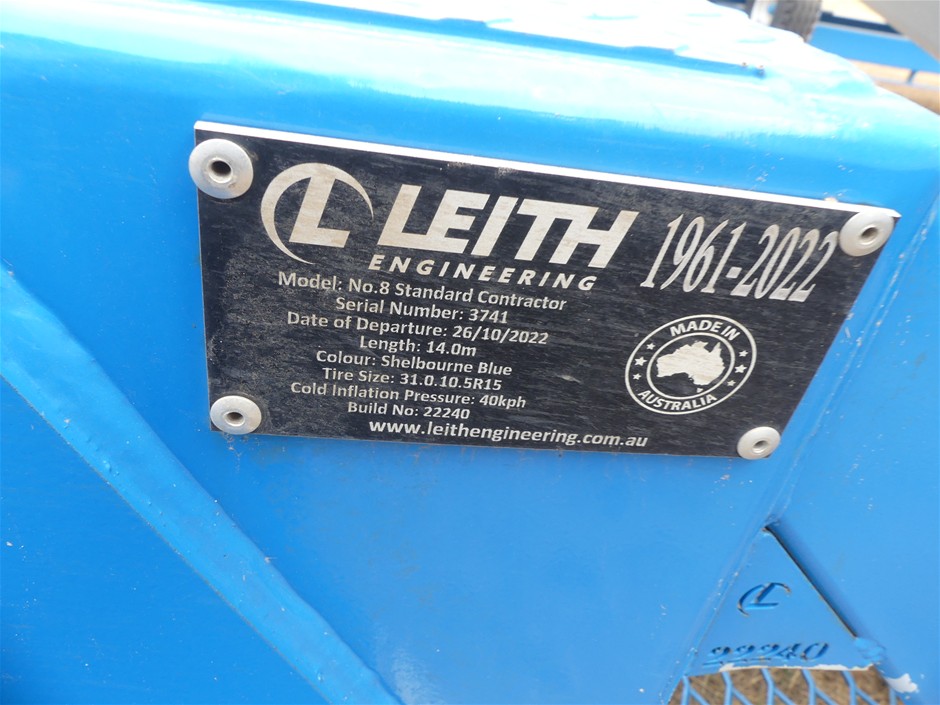 LEITH
ENGINEERING
1961-2022
Model: No.8 Standard Contractor
Serial Number: 3741
Date of Departure: 26/10/2022
Length: 14.0m
Colour: Shelbourne Blue
Tire Size: 31.0.10.5R15
Cold Inflation Pressure: 40kph
Build No: 22240
www.leithengineering.com.au
MADE IN
AUSTRALIA
22240